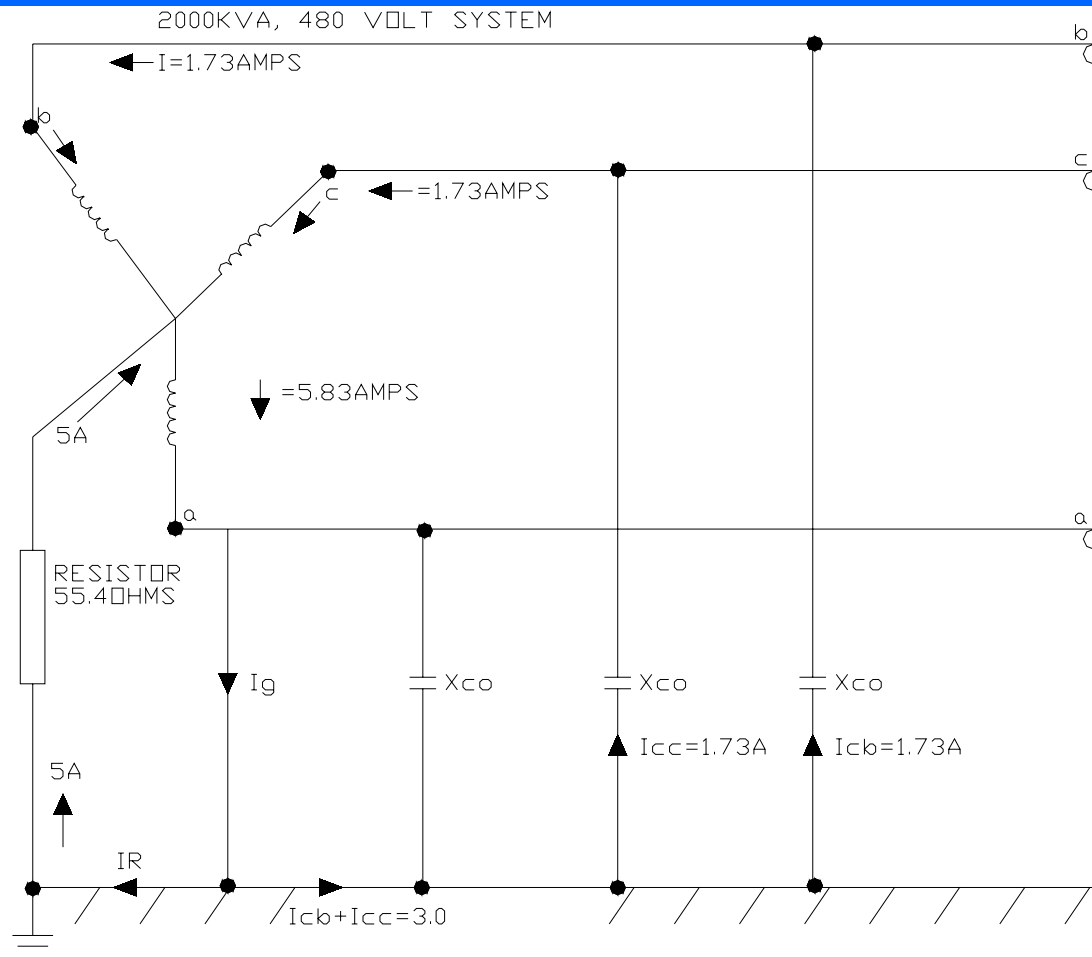 2000KVA, 480 VOLT SYSTEM
b
I=1.73AMPS
b
c
c
=1.73AMPS
=5.83AMPS
5A
a
a
RESISTOR
55.4OHMS
Ig
Xco
Xco
Xco
Icc=1.73A
Icb=1.73A
5A
IR
Icb+Icc=3.0